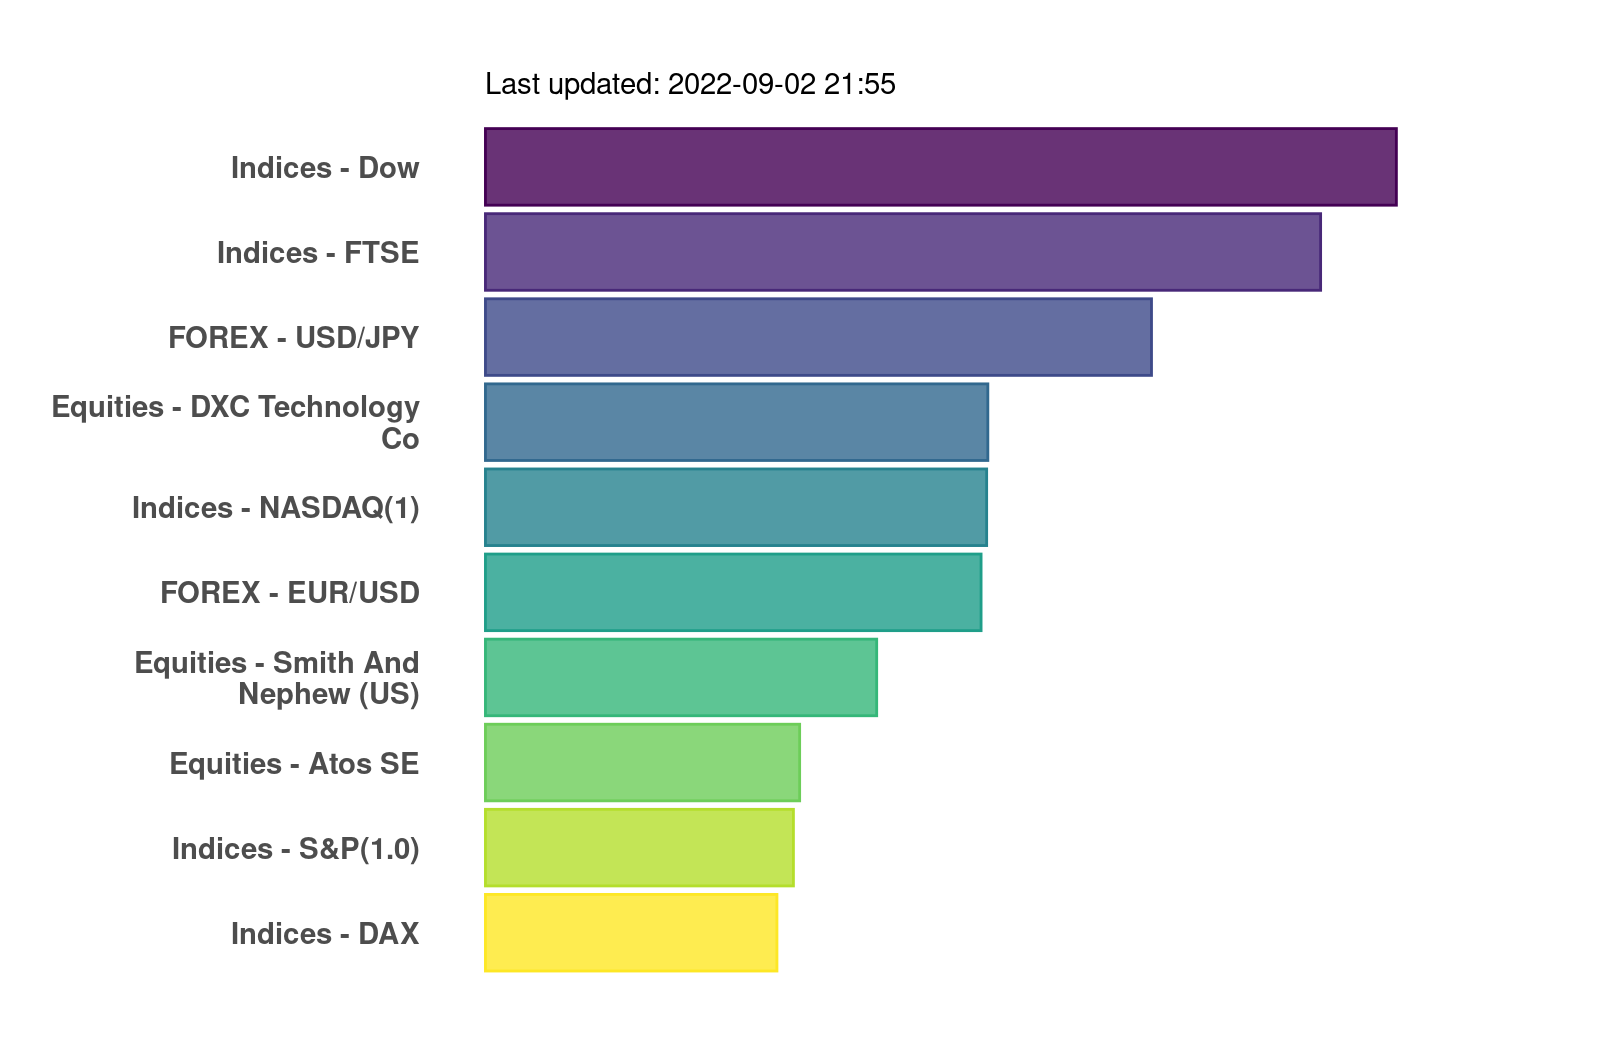 Last updated: 2022-09-02 21:55
Indices - Dow
Indices - FTSE
FOREX - USD/JPY
Equities - DXC Technology
Co
Indices - NASDAQ(1)
FOREX - EUR/USD
Equities - Smith And
Nephew (US)
Equities - Atos SE
Indices - S&P(1.0)
Indices - DAX